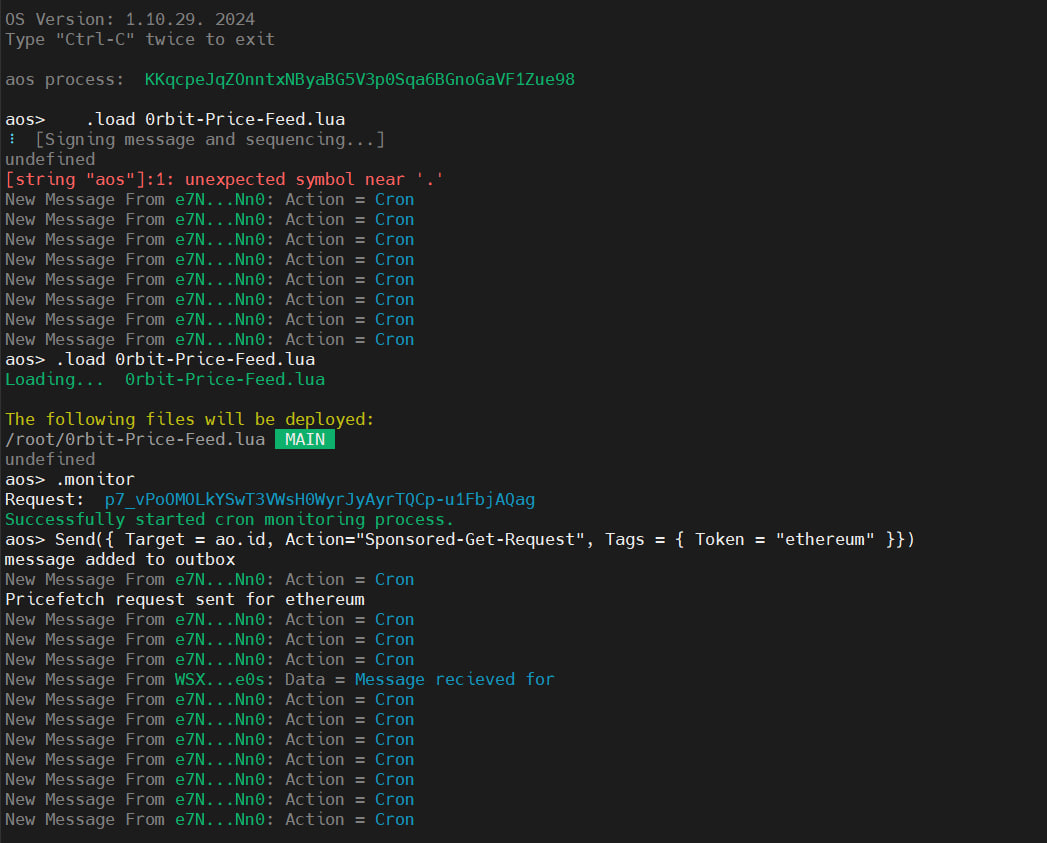 OS Version: 1.10.29. 2024
Type "Ctrl-C" twice to exit
aos process:  KKqcpeJqZOnntxNByaBG5V3p0Sqa6BGnoGaVF1Zue98
aos>    .load 0rbit-Price-Feed.lua
⠇ [Signing message and sequencing...]
undefined
[string "aos"]:1: unexpected symbol near '.'
New Message From e7N...Nn0: Action = Cron
New Message From e7N...Nn0: Action = Cron
New Message From e7N...Nn0: Action = Cron
New Message From e7N...Nn0: Action = Cron
New Message From e7N...Nn0: Action = Cron
New Message From e7N...Nn0: Action = Cron
New Message From e7N...Nn0: Action = Cron
New Message From e7N...Nn0: Action = Cron
aos> .load 0rbit-Price-Feed.lua
Loading...  0rbit-Price-Feed.lua
The following files will be deployed:
/root/0rbit-Price-Feed.lua  MAIN
undefined
aos> .monitor
Request:  p7_vPoOMOLkYSwT3VWsH0WyrJyAyrTQCp-u1FbjAQag
Successfully started cron monitoring process.
aos> Send({ Target = ao.id, Action="Sponsored-Get-Request", Tags = { Token = "ethereum" }})
message added to outbox
New Message From e7N...Nn0: Action = Cron
Pricefetch request sent for ethereum
New Message From e7N...Nn0: Action = Cron
New Message From e7N...Nn0: Action = Cron
New Message From e7N...Nn0: Action = Cron
New Message From WSX...e0s: Data = Message recieved for
New Message From e7N...Nn0: Action = Cron
New Message From e7N...Nn0: Action = Cron
New Message From e7N...Nn0: Action = Cron
New Message From e7N...Nn0: Action = Cron
New Message From e7N...Nn0: Action = Cron
New Message From e7N...Nn0: Action = Cron
New Message From e7N...Nn0: Action = Cron